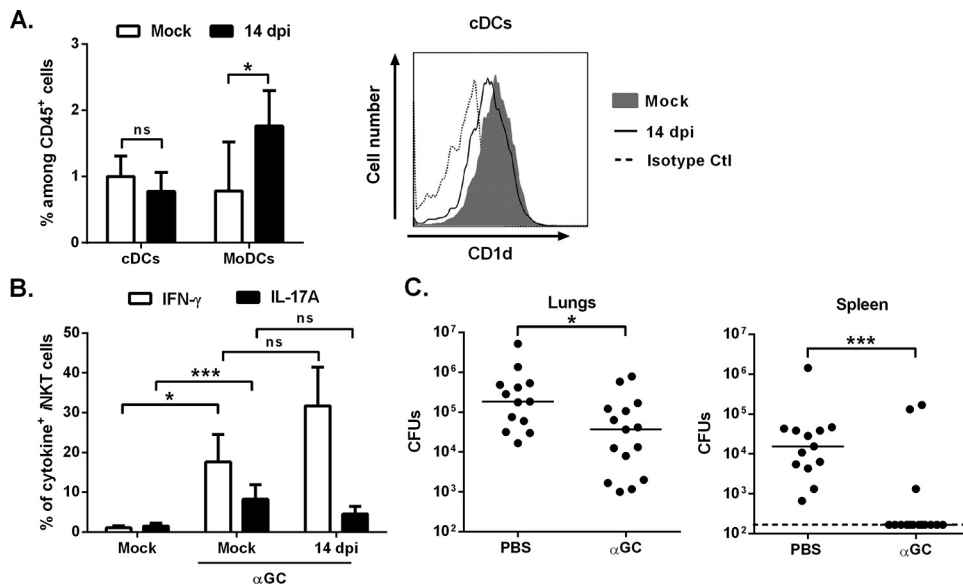 A.
Mock 14 dpi
% among CD45+ cells
3
2
1
0
ns
*
cDCs MoDCs
cDCs
Cell number
CD1d
Mock
14 dpi
Isotype Ctl
B.
IFN-γ IL-17A
% of cytokine+ iNKT cells
50
40
30
20
10
0
ns
ns
***
*
Mock Mock 14 dpi
αGC
C.
Lungs
CFUs
10⁷
10⁶
10⁵
10⁴
10³
10²
*
PBS αGC
Spleen
CFUs
10⁷
10⁶
10⁵
10⁴
10³
10²
***
PBS αGC